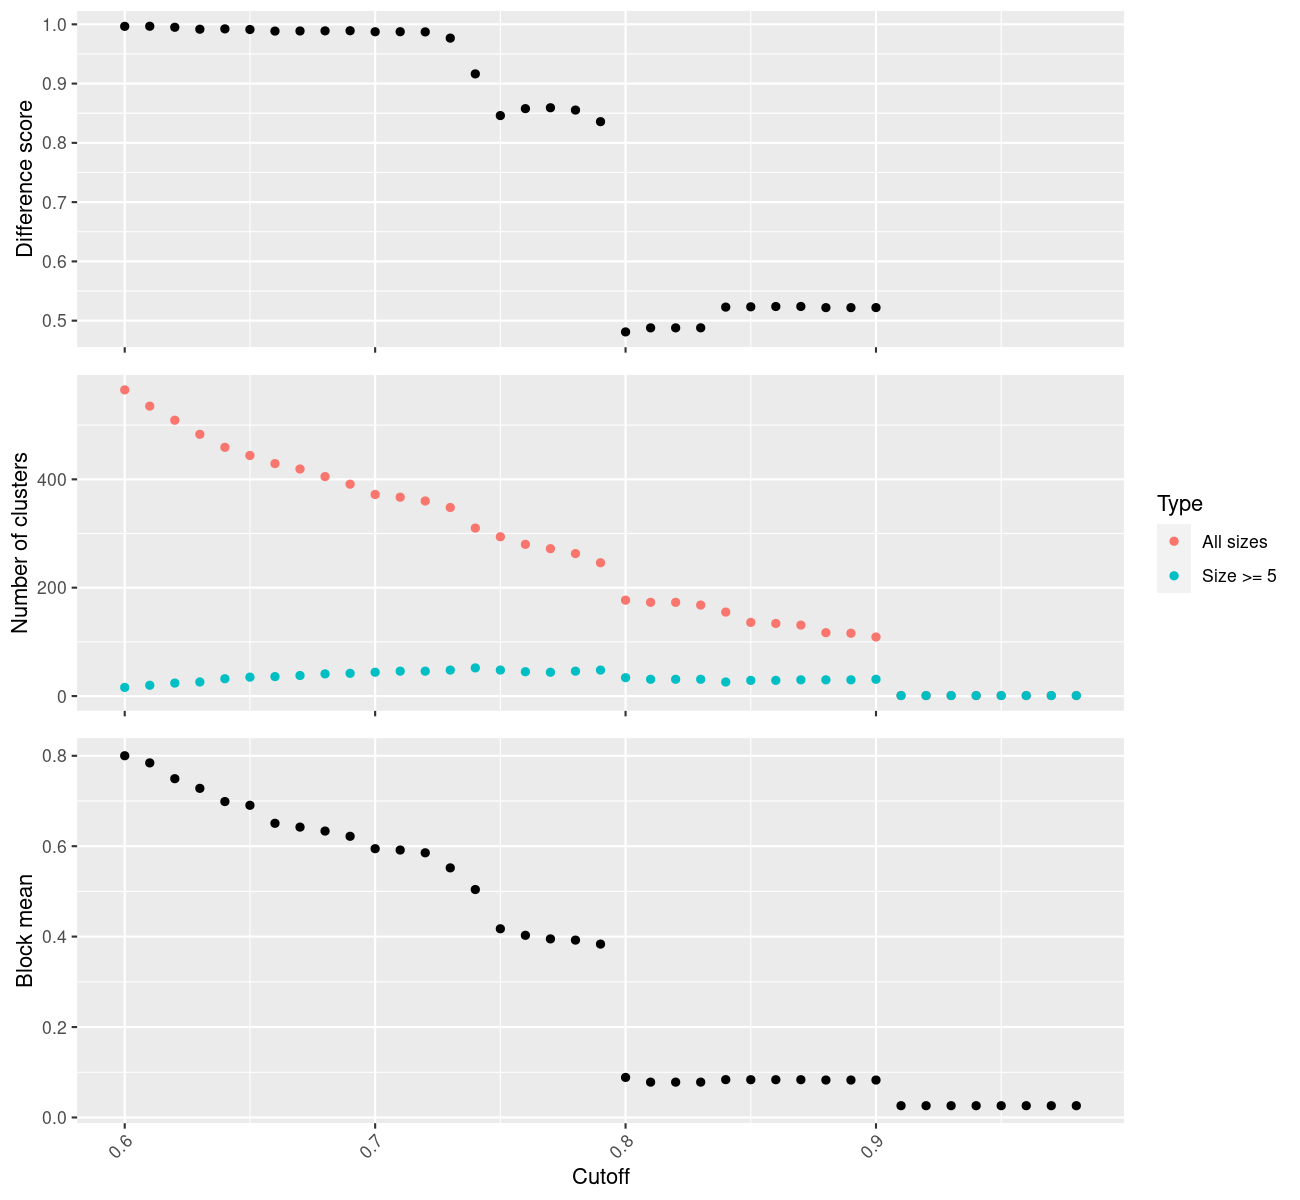 Difference score
1.0
0.9
0.8
0.7
0.6
0.5
Number of clusters
400
200
0
Type
All sizes
Size >= 5
Block mean
0.8
0.6
0.4
0.2
0.0
0.6 0.7 0.8 0.9
Cutoff